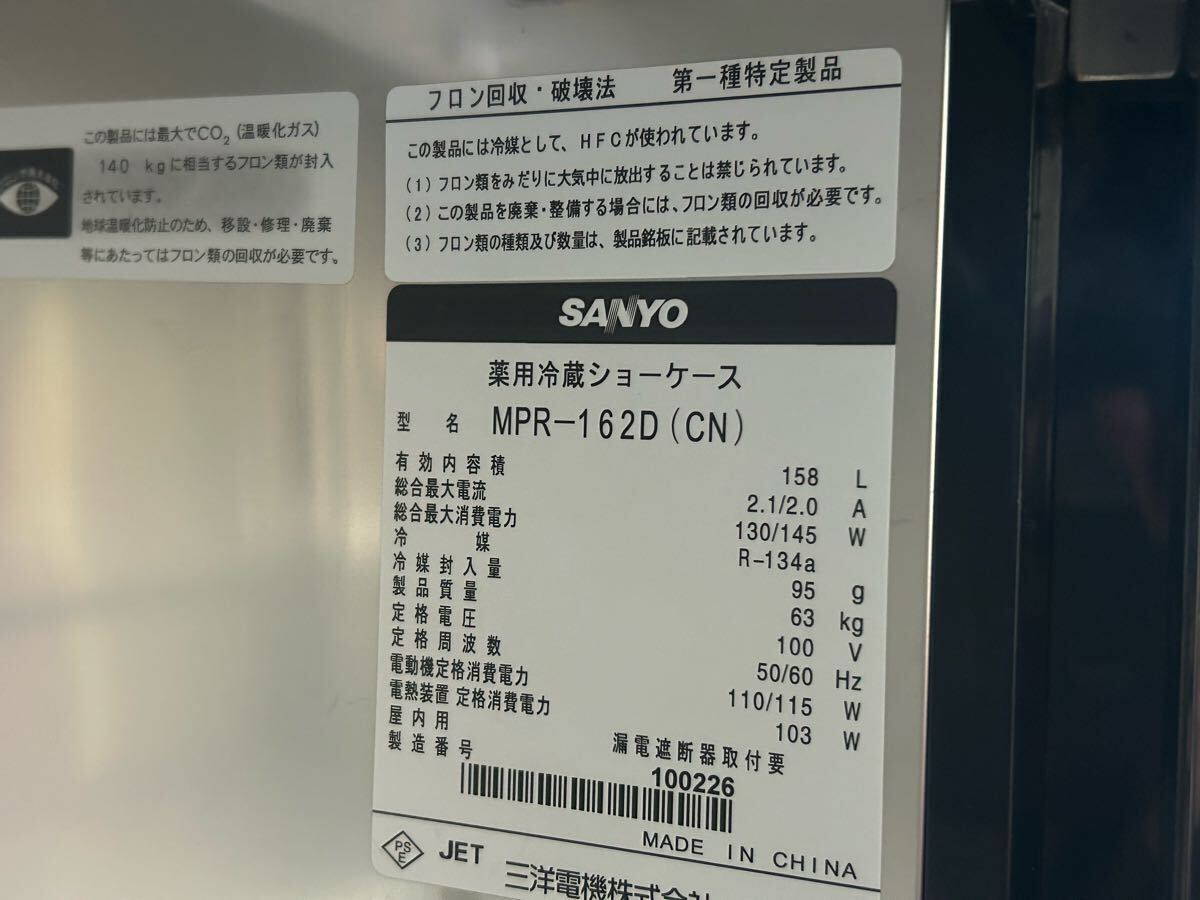 この製品には最大でCO2 (温暖化ガス)
140 kgに相当するフロン類が封入
されています。
地球温暖化防止のため、移設・修理・廃棄
等にあたってはフロン類の回収が必要です。
フロン回収・破壊法 第一種特定製品
この製品には冷媒として、HFCが使われています。
(1) フロン類をみだりに大気中に放出することは禁じられています。
(2) この製品を廃棄・整備する場合には、フロン類の回収が必要です。
(3) フロン類の種類及び数量は、製品銘板に記載されています。
SANYO
薬用冷蔵ショーケース
型名 MPR-162D(CN)
有効内容積 158 L
総合最大電流 2.1/2.0 A
総合最大消費電力 130/145 W
冷媒 R-134a
冷媒封入量 95 g
製品質量 63 kg
定格電圧 100 V
定格周波数 50/60 Hz
電動機定格消費電力 110/115 W
電熱装置 定格消費電力 103 W
屋内用 漏電遮断器取付要
製造番号 100226
MADE IN CHINA
PS
E
JET 三洋電機株式会社